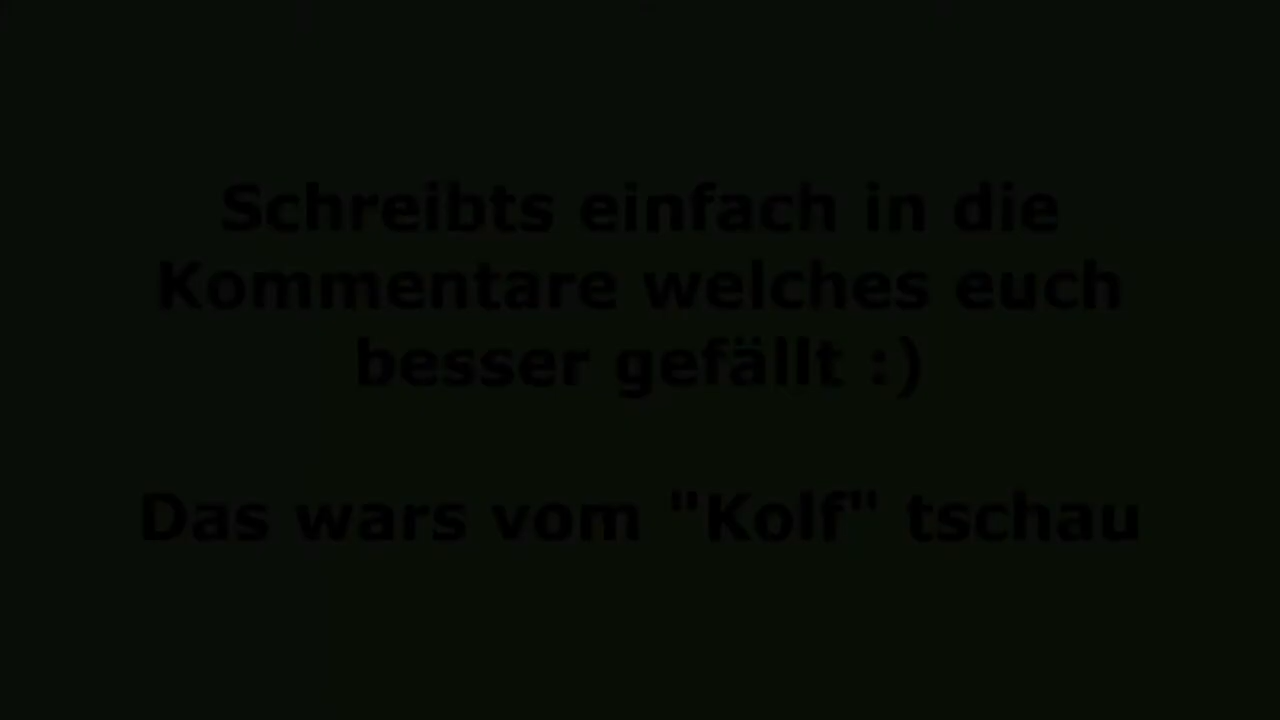 Schreibts einfach in die
Kommentare welches euch
besser gefällt :)
Das wars vom "Kolf" tschau